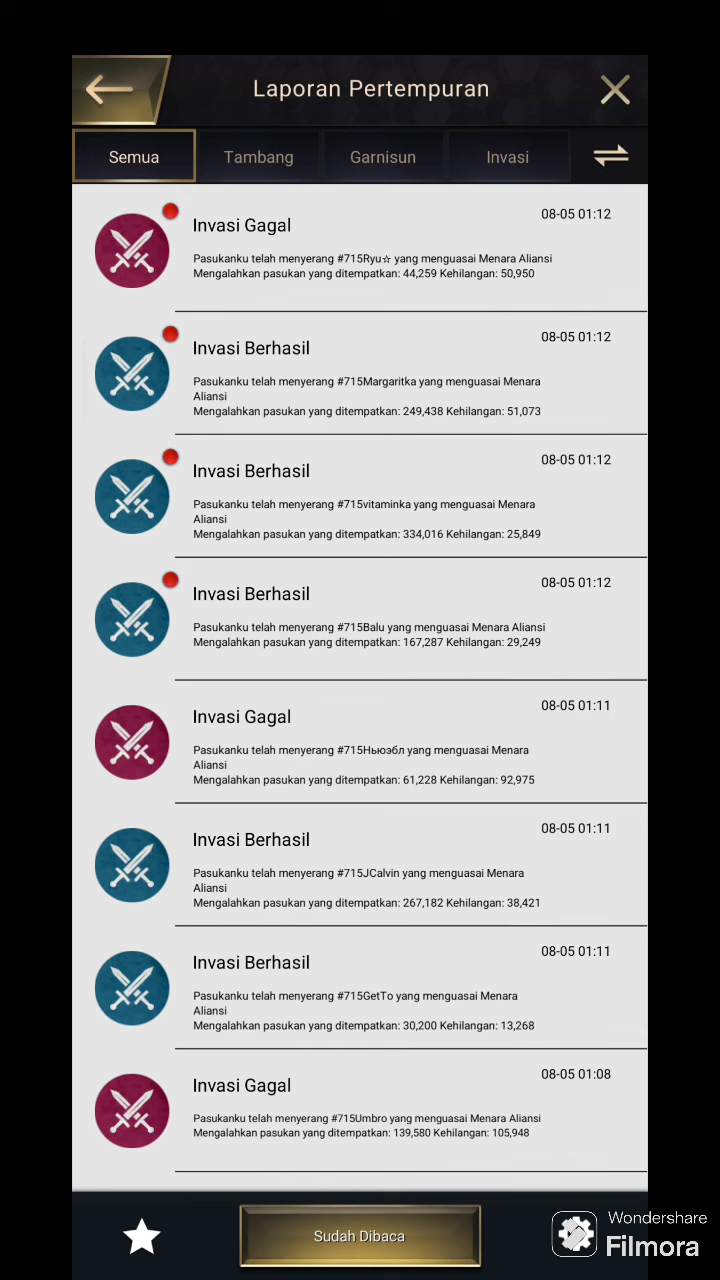 Laporan Pertempuran
Semua
Tambang
Garnisun
Invasi
08-05 01:12
Invasi Gagal
Pasukanku telah menyerang #715Ryu☆ yang menguasai Menara Aliansi
Mengalahkan pasukan yang ditempatkan: 44,259 Kehilangan: 50,950
08-05 01:12
Invasi Berhasil
Pasukanku telah menyerang #715Margaritka yang menguasai Menara
Aliansi
Mengalahkan pasukan yang ditempatkan: 249,438 Kehilangan: 51,073
08-05 01:12
Invasi Berhasil
Pasukanku telah menyerang #715vitaminka yang menguasai Menara
Aliansi
Mengalahkan pasukan yang ditempatkan: 334,016 Kehilangan: 25,849
08-05 01:12
Invasi Berhasil
Pasukanku telah menyerang #715Balu yang menguasai Menara Aliansi
Mengalahkan pasukan yang ditempatkan: 167,287 Kehilangan: 29,249
08-05 01:11
Invasi Gagal
Pasukanku telah menyerang #715Ньюэбл yang menguasai Menara
Aliansi
Mengalahkan pasukan yang ditempatkan: 61,228 Kehilangan: 92,975
08-05 01:11
Invasi Berhasil
Pasukanku telah menyerang #715JCalvin yang menguasai Menara
Aliansi
Mengalahkan pasukan yang ditempatkan: 267,182 Kehilangan: 38,421
08-05 01:11
Invasi Berhasil
Pasukanku telah menyerang #715GetTo yang menguasai Menara
Aliansi
Mengalahkan pasukan yang ditempatkan: 30,200 Kehilangan: 13,268
08-05 01:08
Invasi Gagal
Pasukanku telah menyerang #715Umbro yang menguasai Menara Aliansi
Mengalahkan pasukan yang ditempatkan: 139,580 Kehilangan: 105,948
Sudah Dibaca
Wondershare
Filmora